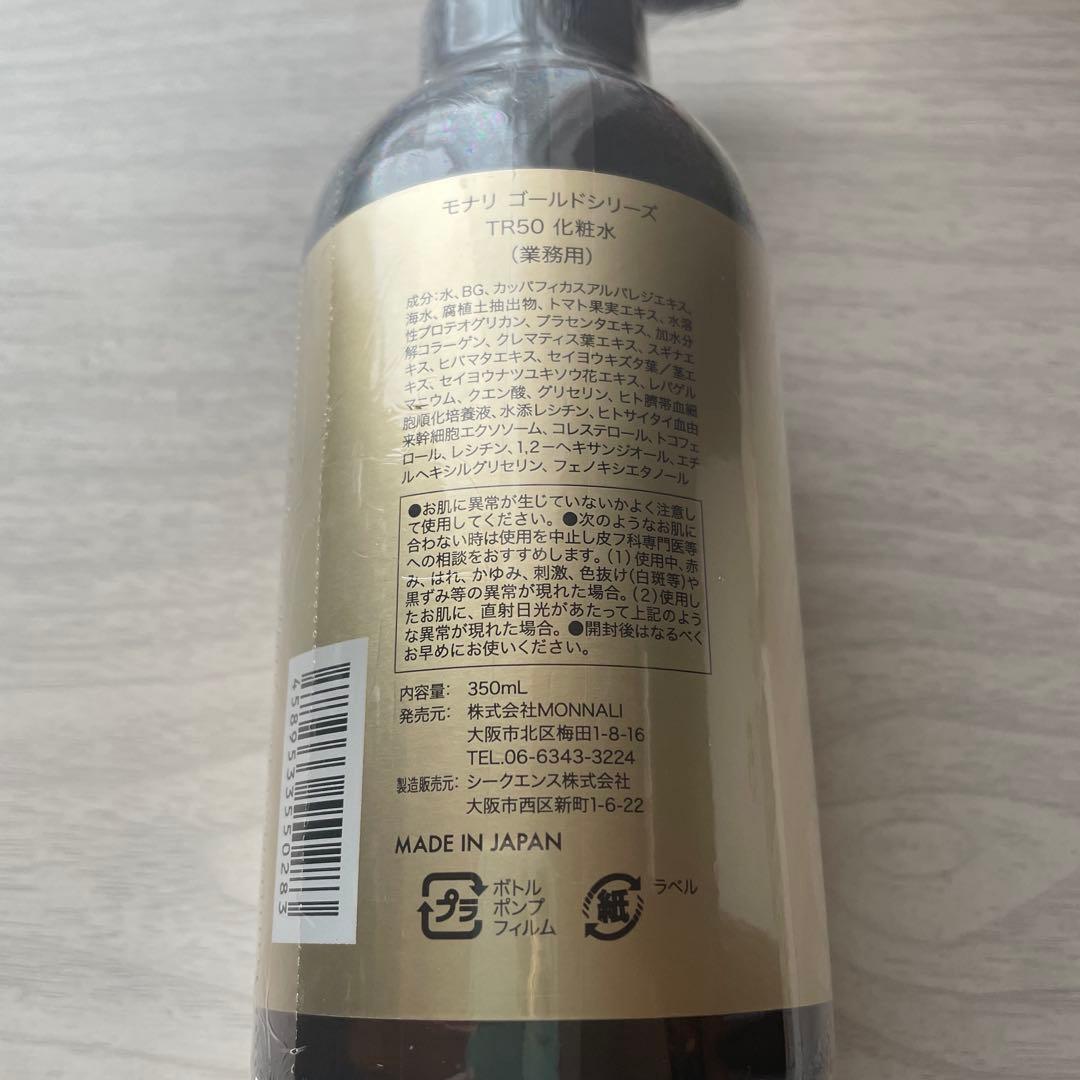 モナリ ゴールドシリーズ
TR50 化粧水
(業務用)
成分:水、BG、カッパフィカスアルバレジエキス、
海水、腐植土抽出物、トマト果実エキス、水溶
性プロテオグリカン、プラセンタエキス、加水分
解コラーゲン、クレマティス葉エキス、スギナエ
キス、ヒバマタエキス、セイヨウキズタ葉/茎エ
キス、セイヨウナツユキソウ花エキス、レパゲル
マニウム、クエン酸、グリセリン、ヒト臍帯血細
胞順化培養液、水添レシチン、ヒトサイタイ血由
来幹細胞エクソソーム、コレステロール、トコフェ
ロール、レシチン、1,2-ヘキサンジオール、エチ
ルヘキシルグリセリン、フェノキシエタノール
●お肌に異常が生じていないかよく注意し
て使用してください。●次のようなお肌に
合わない時は使用を中止し皮フ科専門医等
への相談をおすすめします。(1)使用中、赤
み、はれ、かゆみ、刺激、色抜け(白斑等)や
黒ずみ等の異常が現れた場合。(2)使用し
たお肌に、直射日光があたって上記のよう
な異常が現れた場合。●開封後はなるべく
お早めにお使いください。
内容量: 350mL
発売元: 株式会社MONNALI
大阪市北区梅田1-8-16
TEL.06-6343-3224
製造販売元: シークエンス株式会社
大阪市西区新町1-6-22
MADE IN JAPAN
プラ ボトル
ポンプ
フィルム
紙 ラベル
4589533550283